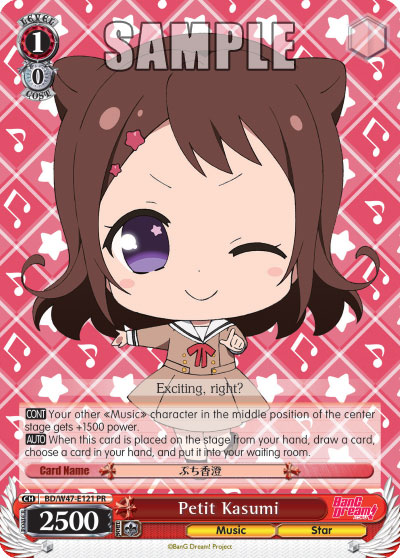 LEVEL
1
0
COST
SAMPLE
Exciting, right?
CONT Your other «Music» character in the middle position of the center
stage gets +1500 power.
AUTO When this card is placed on the stage from your hand, draw a card,
choose a card in your hand, and put it into your waiting room.
Card Name ぷち香澄
CH BD/W47-E121 PR
POWER 2500
Petit Kasumi
Music Star
BanG Dream!
©BanG Dream! Project